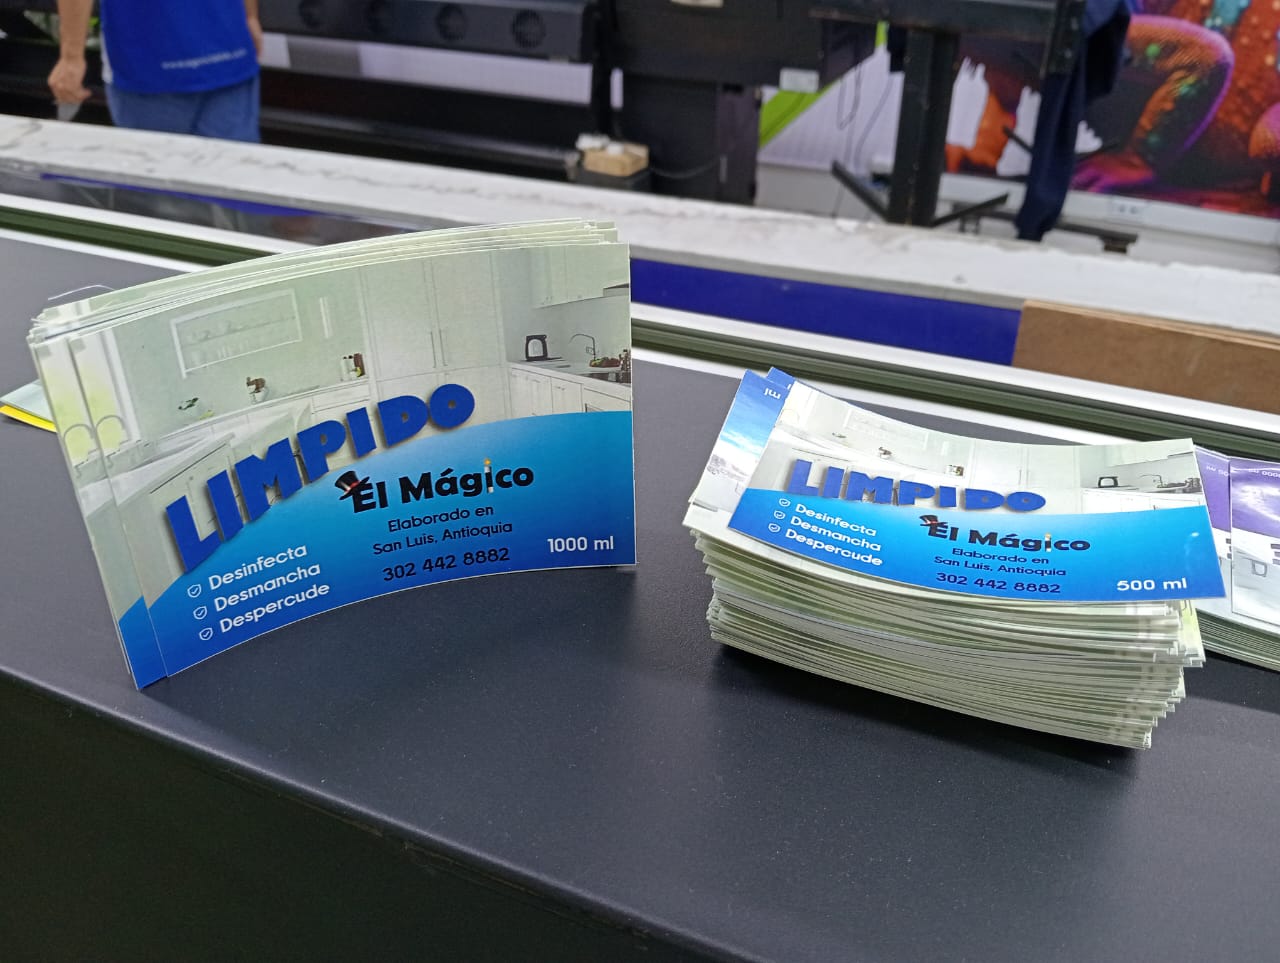 LIMPIDO
El Mágico
Elaborado en
San Luis, Antioquia
302 442 8882
Desinfecta
Desmancha
Despercude
1000 ml
ml
LIMPIDO
El Mágico
Elaborado en
San Luis, Antioquia
302 442 8882
Desinfecta
Desmancha
Despercude
500 ml